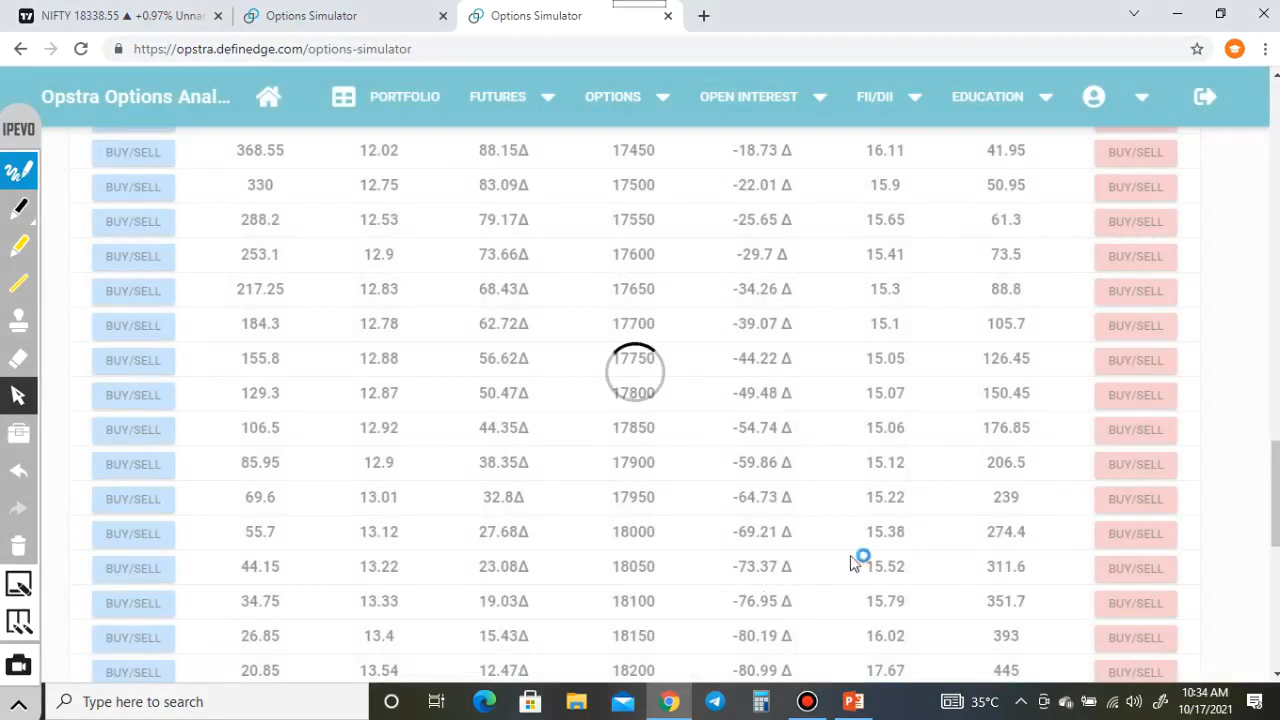 NIFTY 18338.55 ▲ +0.97% Unna
Options Simulator
Options Simulator
https://opstra.definedge.com/options-simulator
Opstra Options Anal... PORTFOLIO FUTURES OPTIONS OPEN INTEREST FII/DII EDUCATION
IPEVO
BUY/SELL 368.55 12.02 88.15Δ 17450 -18.73 Δ 16.11 41.95 BUY/SELL
BUY/SELL 330 12.75 83.09Δ 17500 -22.01 Δ 15.9 50.95 BUY/SELL
BUY/SELL 288.2 12.53 79.17Δ 17550 -25.65 Δ 15.65 61.3 BUY/SELL
BUY/SELL 253.1 12.9 73.66Δ 17600 -29.7 Δ 15.41 73.5 BUY/SELL
BUY/SELL 217.25 12.83 68.43Δ 17650 -34.26 Δ 15.3 88.8 BUY/SELL
BUY/SELL 184.3 12.78 62.72Δ 17700 -39.07 Δ 15.1 105.7 BUY/SELL
BUY/SELL 155.8 12.88 56.62Δ 17750 -44.22 Δ 15.05 126.45 BUY/SELL
BUY/SELL 129.3 12.87 50.47Δ 17800 -49.48 Δ 15.07 150.45 BUY/SELL
BUY/SELL 106.5 12.92 44.35Δ 17850 -54.74 Δ 15.06 176.85 BUY/SELL
BUY/SELL 85.95 12.9 38.35Δ 17900 -59.86 Δ 15.12 206.5 BUY/SELL
BUY/SELL 69.6 13.01 32.8Δ 17950 -64.73 Δ 15.22 239 BUY/SELL
BUY/SELL 55.7 13.12 27.68Δ 18000 -69.21 Δ 15.38 274.4 BUY/SELL
BUY/SELL 44.15 13.22 23.08Δ 18050 -73.37 Δ 15.52 311.6 BUY/SELL
BUY/SELL 34.75 13.33 19.03Δ 18100 -76.95 Δ 15.79 351.7 BUY/SELL
BUY/SELL 26.85 13.4 15.43Δ 18150 -80.19 Δ 16.02 393 BUY/SELL
BUY/SELL 20.85 13.54 12.47Δ 18200 -80.99 Δ 17.67 445 BUY/SELL
Type here to search
35°C
10:34 AM
10/17/2021